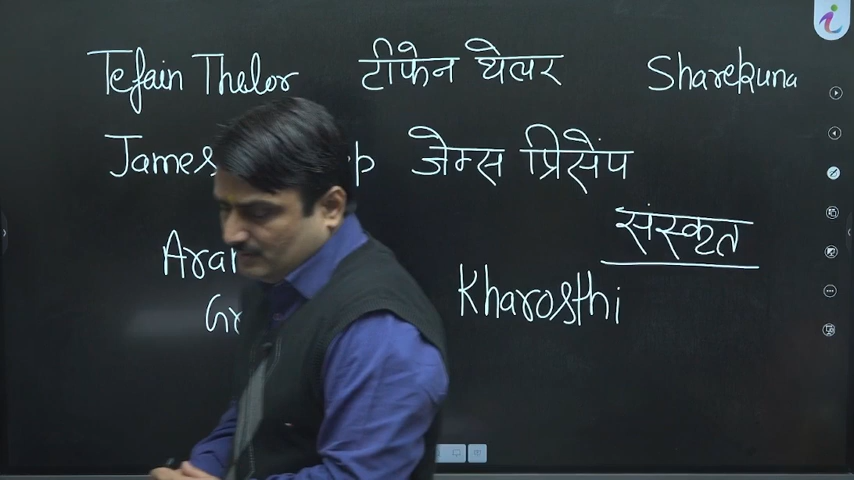 Tefain Thelor टीफेन थेलर Sharekuna
James जेम्स प्रिंसेप
संस्कृत
Kharosthi